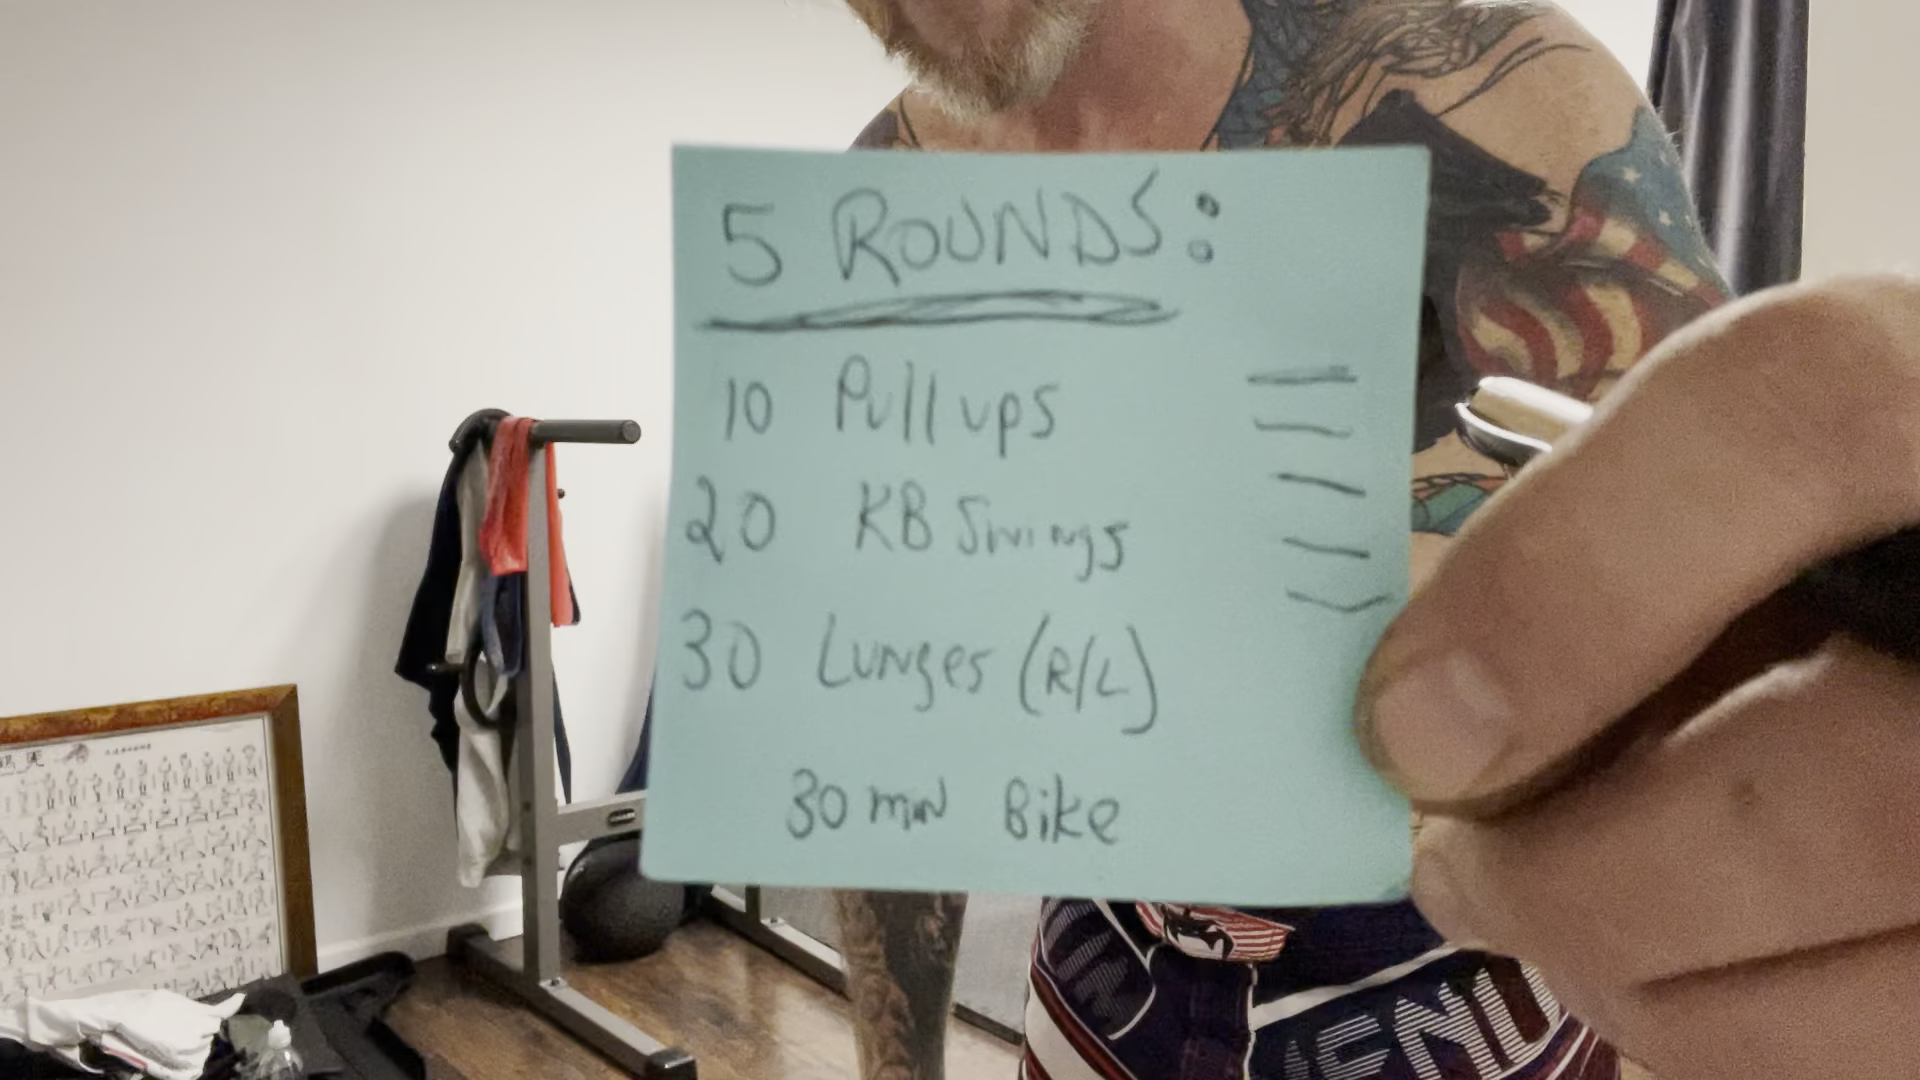 5 ROUNDS:
10 Pull ups
20 KB Swings
30 Lunges (R/L)
30 min Bike